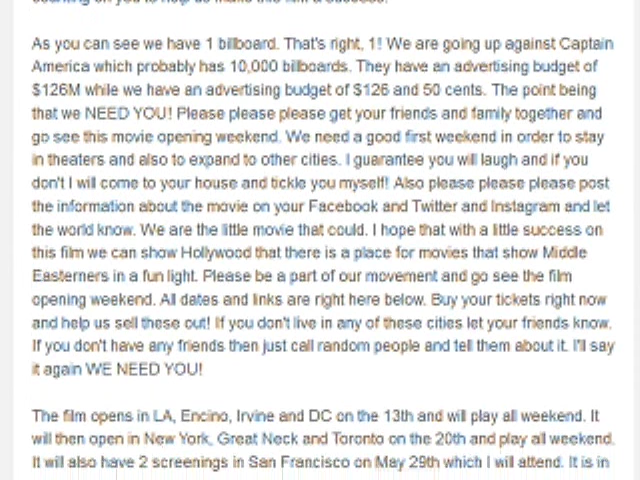 counting on you to help us make this film a success.
As you can see we have 1 billboard. That's right, 1! We are going up against Captain
America which probably has 10,000 billboards. They have an advertising budget of
$126M while we have an advertising budget of $126 and 50 cents. The point being
that we NEED YOU! Please please please get your friends and family together and
go see this movie opening weekend. We need a good first weekend in order to stay
in theaters and also to expand to other cities. I guarantee you will laugh and if you
don't I will come to your house and tickle you myself! Also please please please post
the information about the movie on your Facebook and Twitter and Instagram and let
the world know. We are the little movie that could. I hope that with a little success on
this film we can show Hollywood that there is a place for movies that show Middle
Easterners in a fun light. Please be a part of our movement and go see the film
opening weekend. All dates and links are right here below. Buy your tickets right now
and help us sell these out! If you don't live in any of these cities let your friends know.
If you don't have any friends then just call random people and tell them about it. I'll say
it again WE NEED YOU!
The film opens in LA, Encino, Irvine and DC on the 13th and will play all weekend. It
will then open in New York, Great Neck and Toronto on the 20th and play all weekend.
It will also have 2 screenings in San Francisco on May 29th which I will attend. It is in